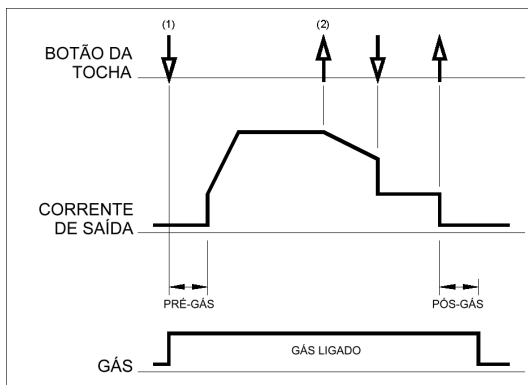 (1)
(2)
BOTÃO DA
TOCHA
CORRENTE
DE SAÍDA
PRÉ-GÁS
PÓS-GÁS
GÁS LIGADO
GÁS